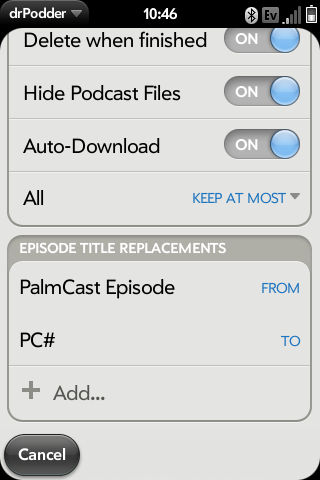 drPodder
10:46
Ev
Delete when finished ON
Hide Podcast Files ON
Auto-Download ON
All KEEP AT MOST
EPISODE TITLE REPLACEMENTS
PalmCast Episode FROM
PC# TO
+ Add...
Cancel